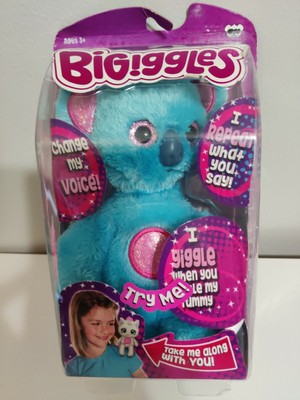 AGES 3+
BiGiggles
Change
my
Voice!
I
Repeat
what
you
say!
I
giggle
when you
my
tummy
Try Me!
Take me along
with you!